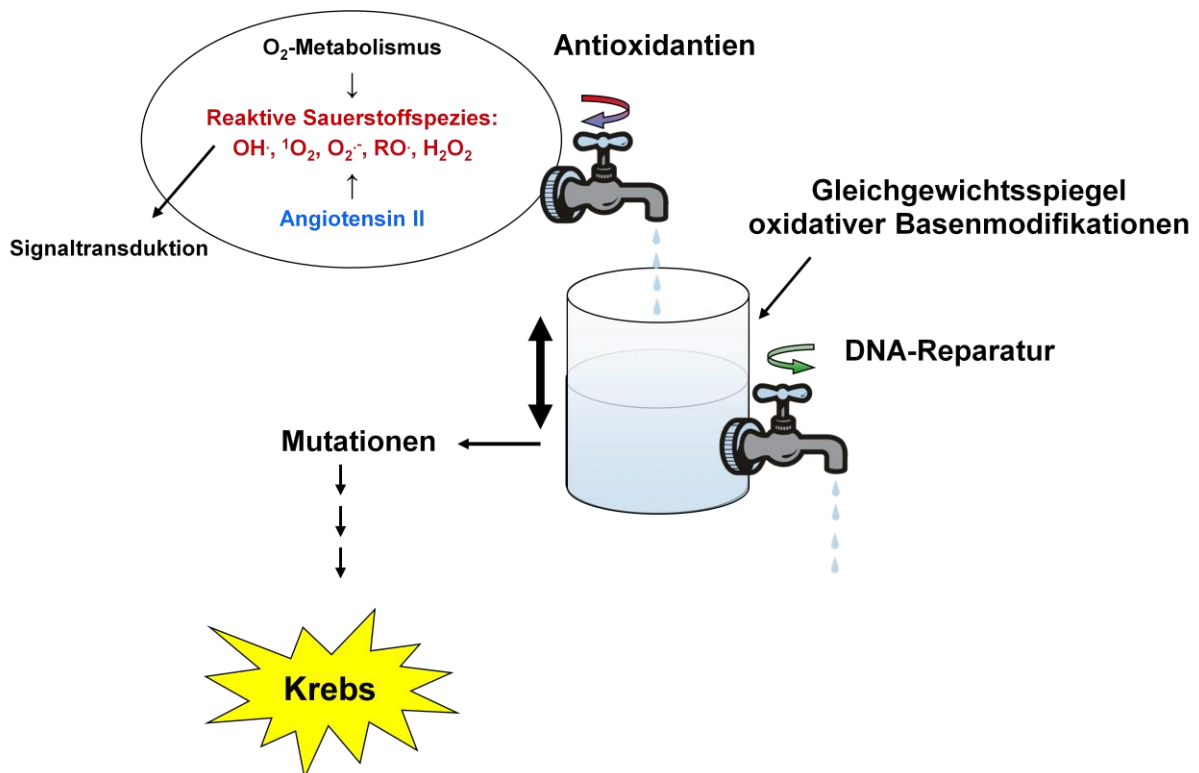 O₂-Metabolismus
↓
Reaktive Sauerstoffspezies:
OH·, ¹O₂, O₂·⁻, RO·, H₂O₂
↑
Angiotensin II
Signaltransduktion
Antioxidantien
Gleichgewichtsspiegel
oxidativer Basenmodifikationen
DNA-Reparatur
Mutationen
Krebs